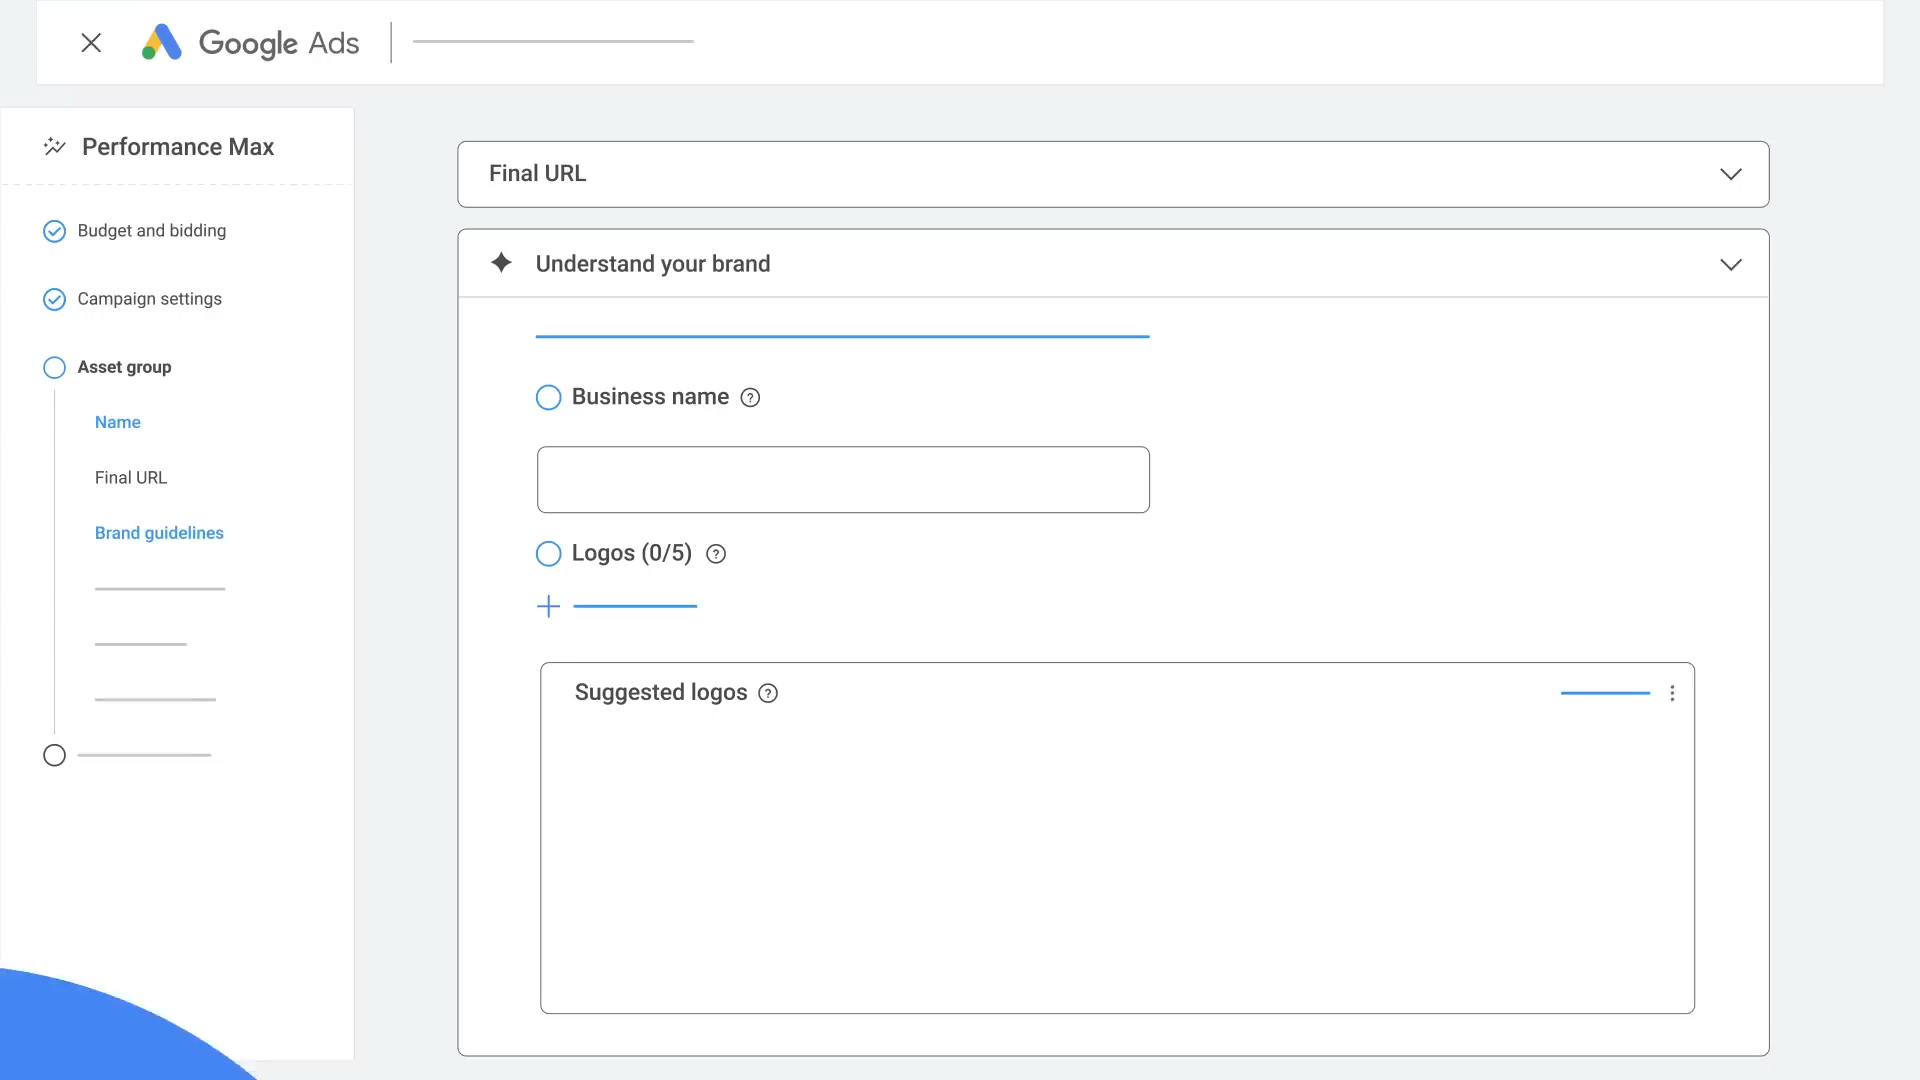 Google Ads
Performance Max
Budget and bidding
Campaign settings
Asset group
Name
Final URL
Brand guidelines
Final URL
Understand your brand
Business name ?
Logos (0/5) ?
Suggested logos ?